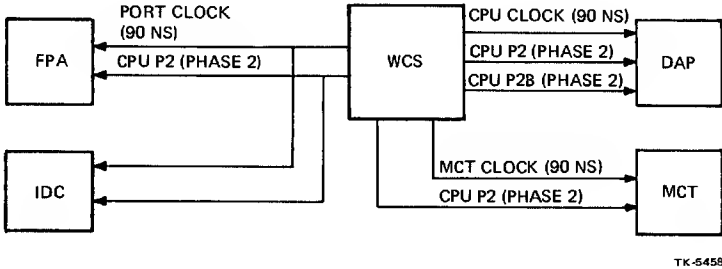 PORT CLOCK
(90 NS)
CPU P2 (PHASE 2)
FPA
IDC
WCS
CPU CLOCK (90 NS)
CPU P2 (PHASE 2)
CPU P2B (PHASE 2)
DAP
MCT CLOCK (90 NS)
CPU P2 (PHASE 2)
MCT
TK-5458